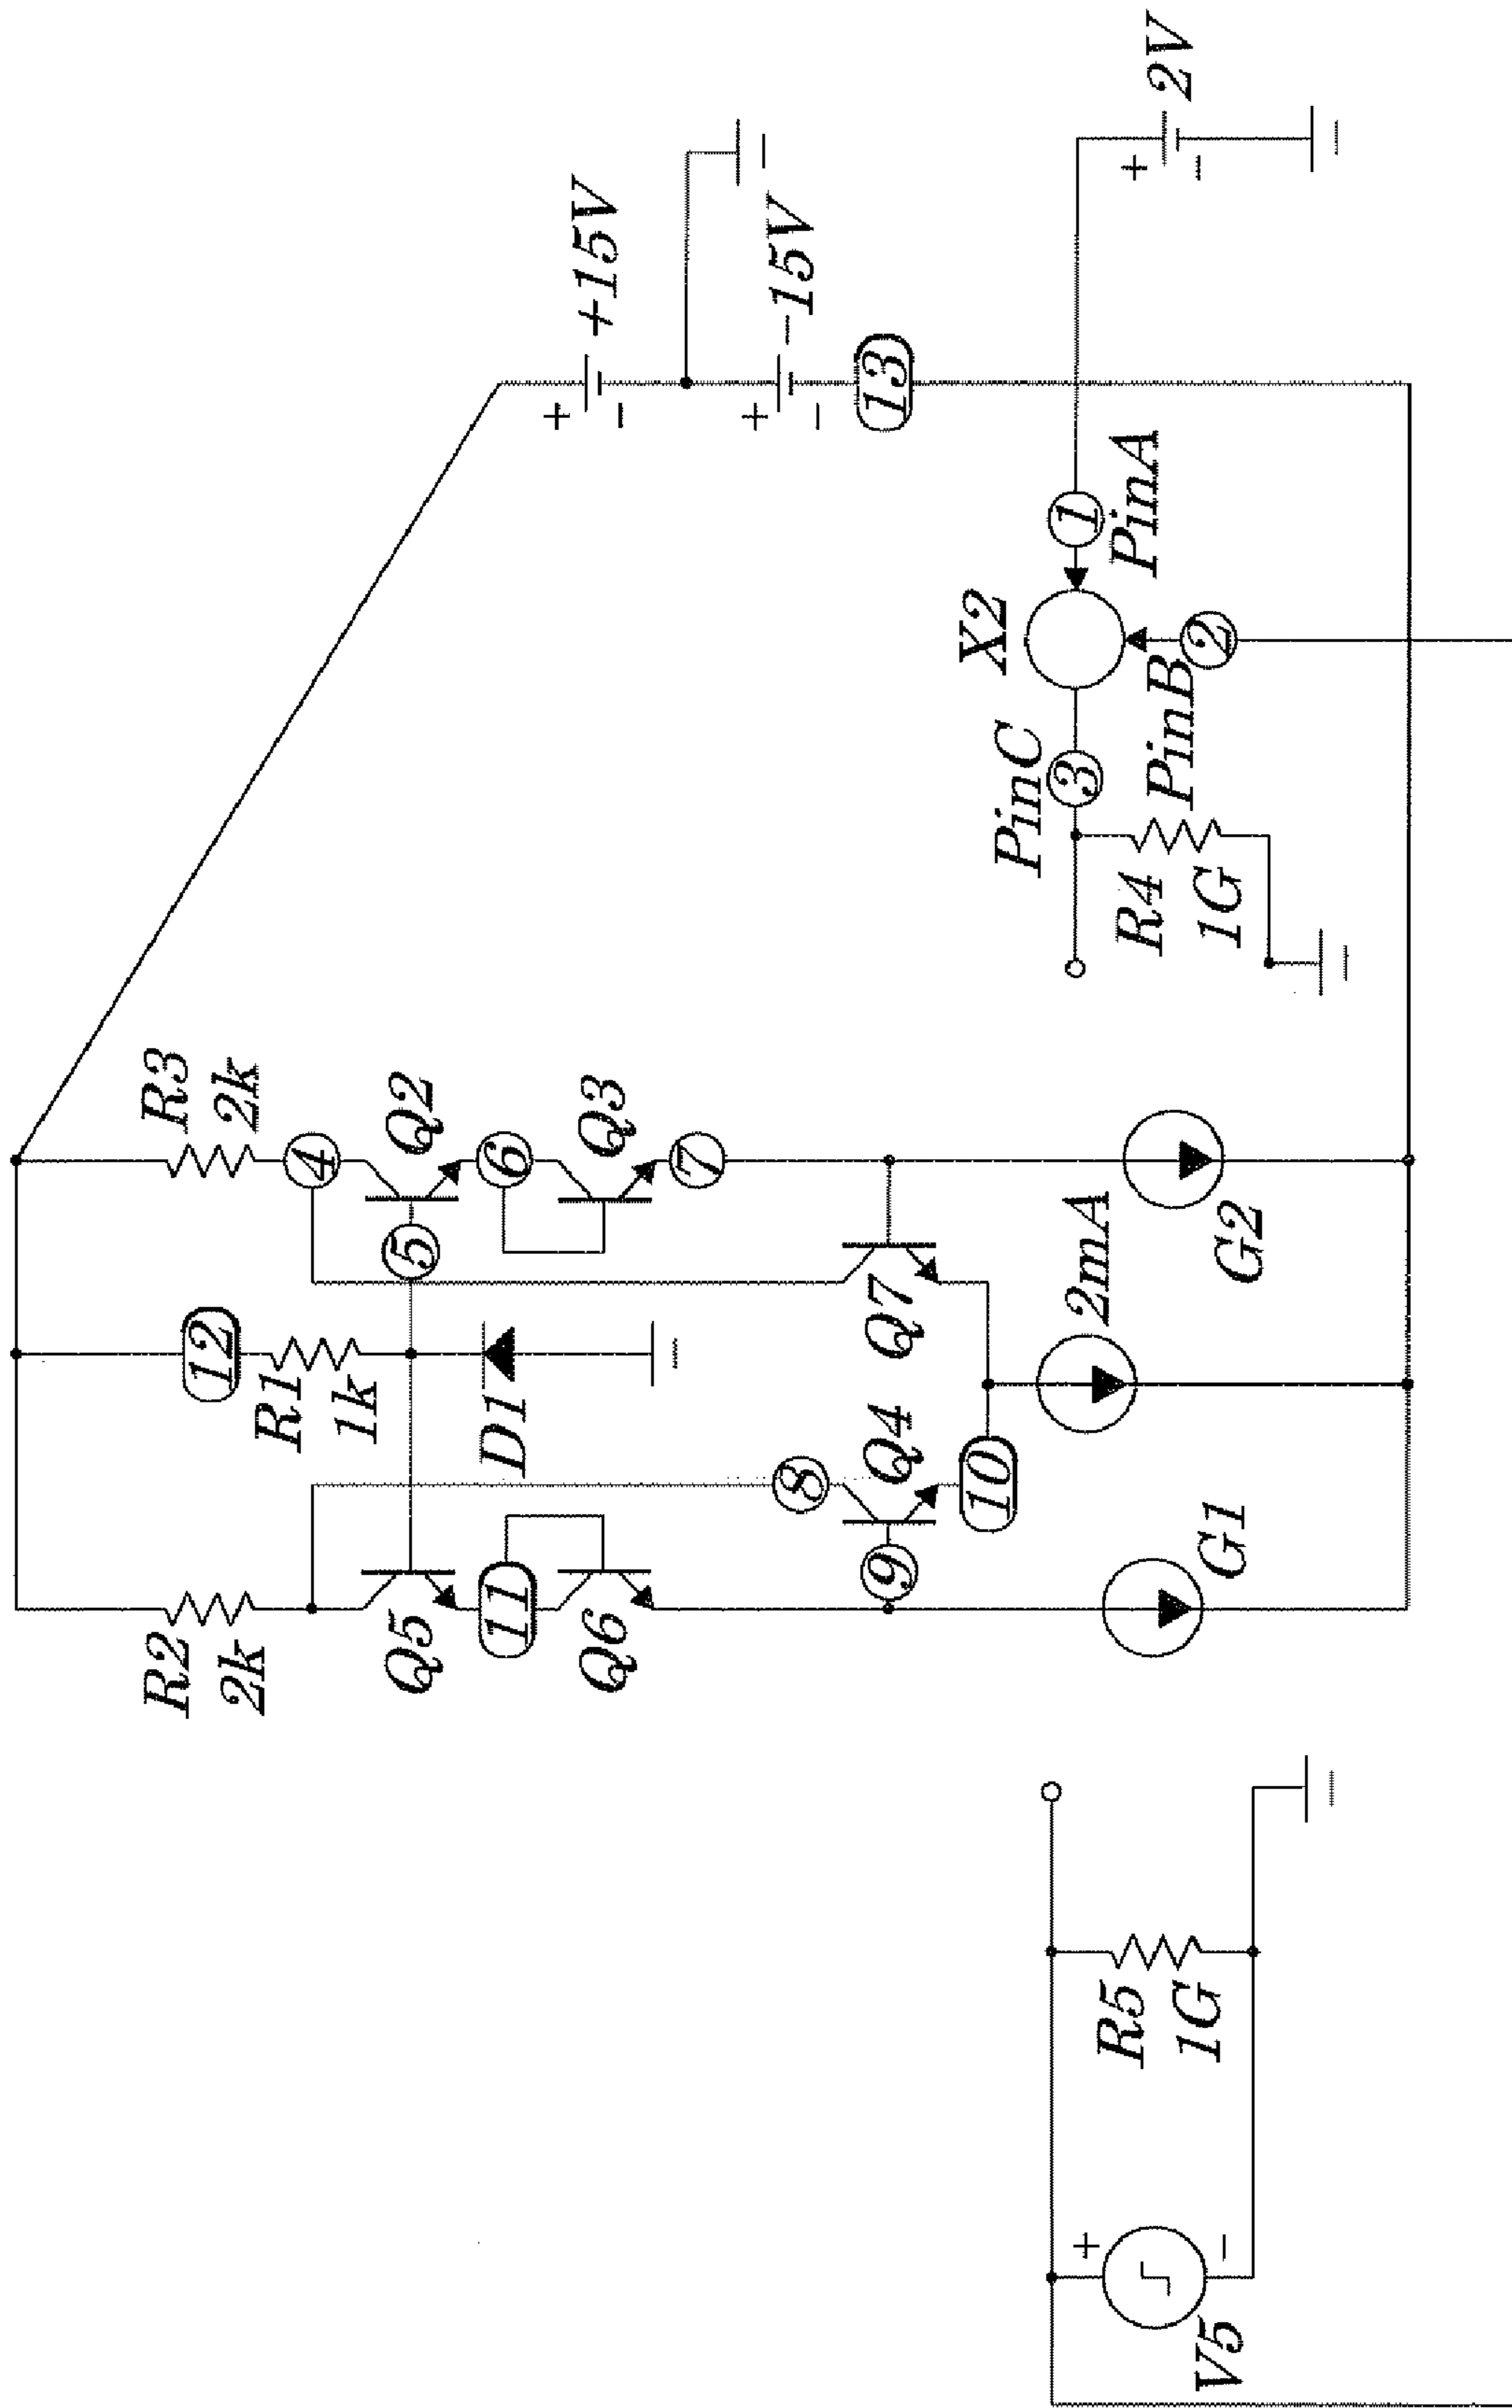 R3
2k
4
Q2
6
Q3
7
5
12
R1
1k
D1
R2
2k
Q5
11
Q6
8
Q4
9
10
Q7
2mA
G1
G2
+
+15V
-
+
-15V
-
13
+
2V
-
X2
1
PinA
2
PinB
3
PinC
R4
1G
R5
1G
+
-
V5